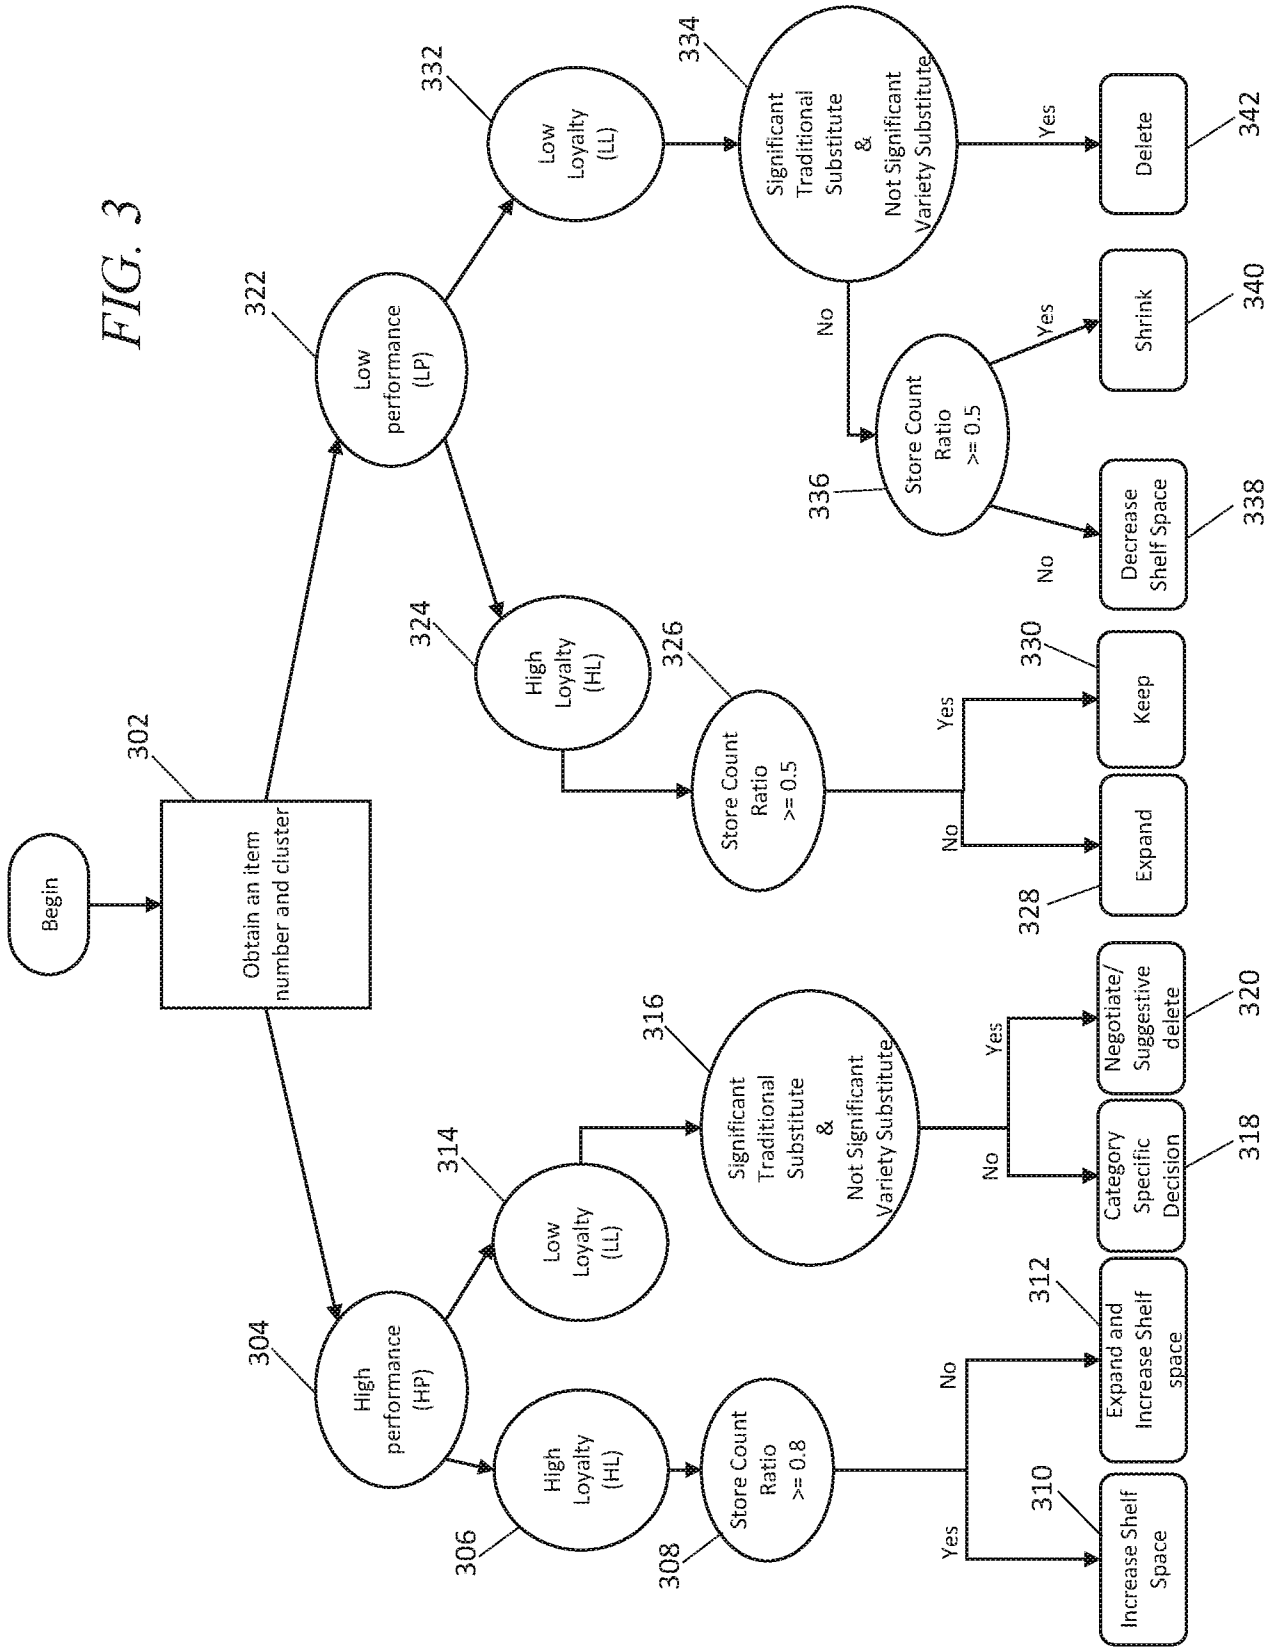 FIG. 3
Begin
302
Obtain an item
number and cluster
304
High
performance
(HP)
322
Low
performance
(LP)
306
High
Loyalty
(HL)
314
Low
Loyalty
(LL)
324
High
Loyalty
(HL)
332
Low
Loyalty
(LL)
308
Store Count
Ratio
>= 0.8
316
Significant
Traditional
Substitute
&
Not Significant
Variety Substitute
326
Store Count
Ratio
>= 0.5
334
Significant
Traditional
Substitute
&
Not Significant
Variety Substitute
No
336
Store Count
Ratio
>= 0.5
Yes
No
No
Yes
No
Yes
No
Yes
Yes
310
Increase Shelf
Space
312
Expand and
Increase Shelf
space
Category
Specific
Decision
318
Negotiate/
Suggestive
delete
320
328
Expand
330
Keep
Decrease
Shelf Space
338
Shrink
340
Delete
342